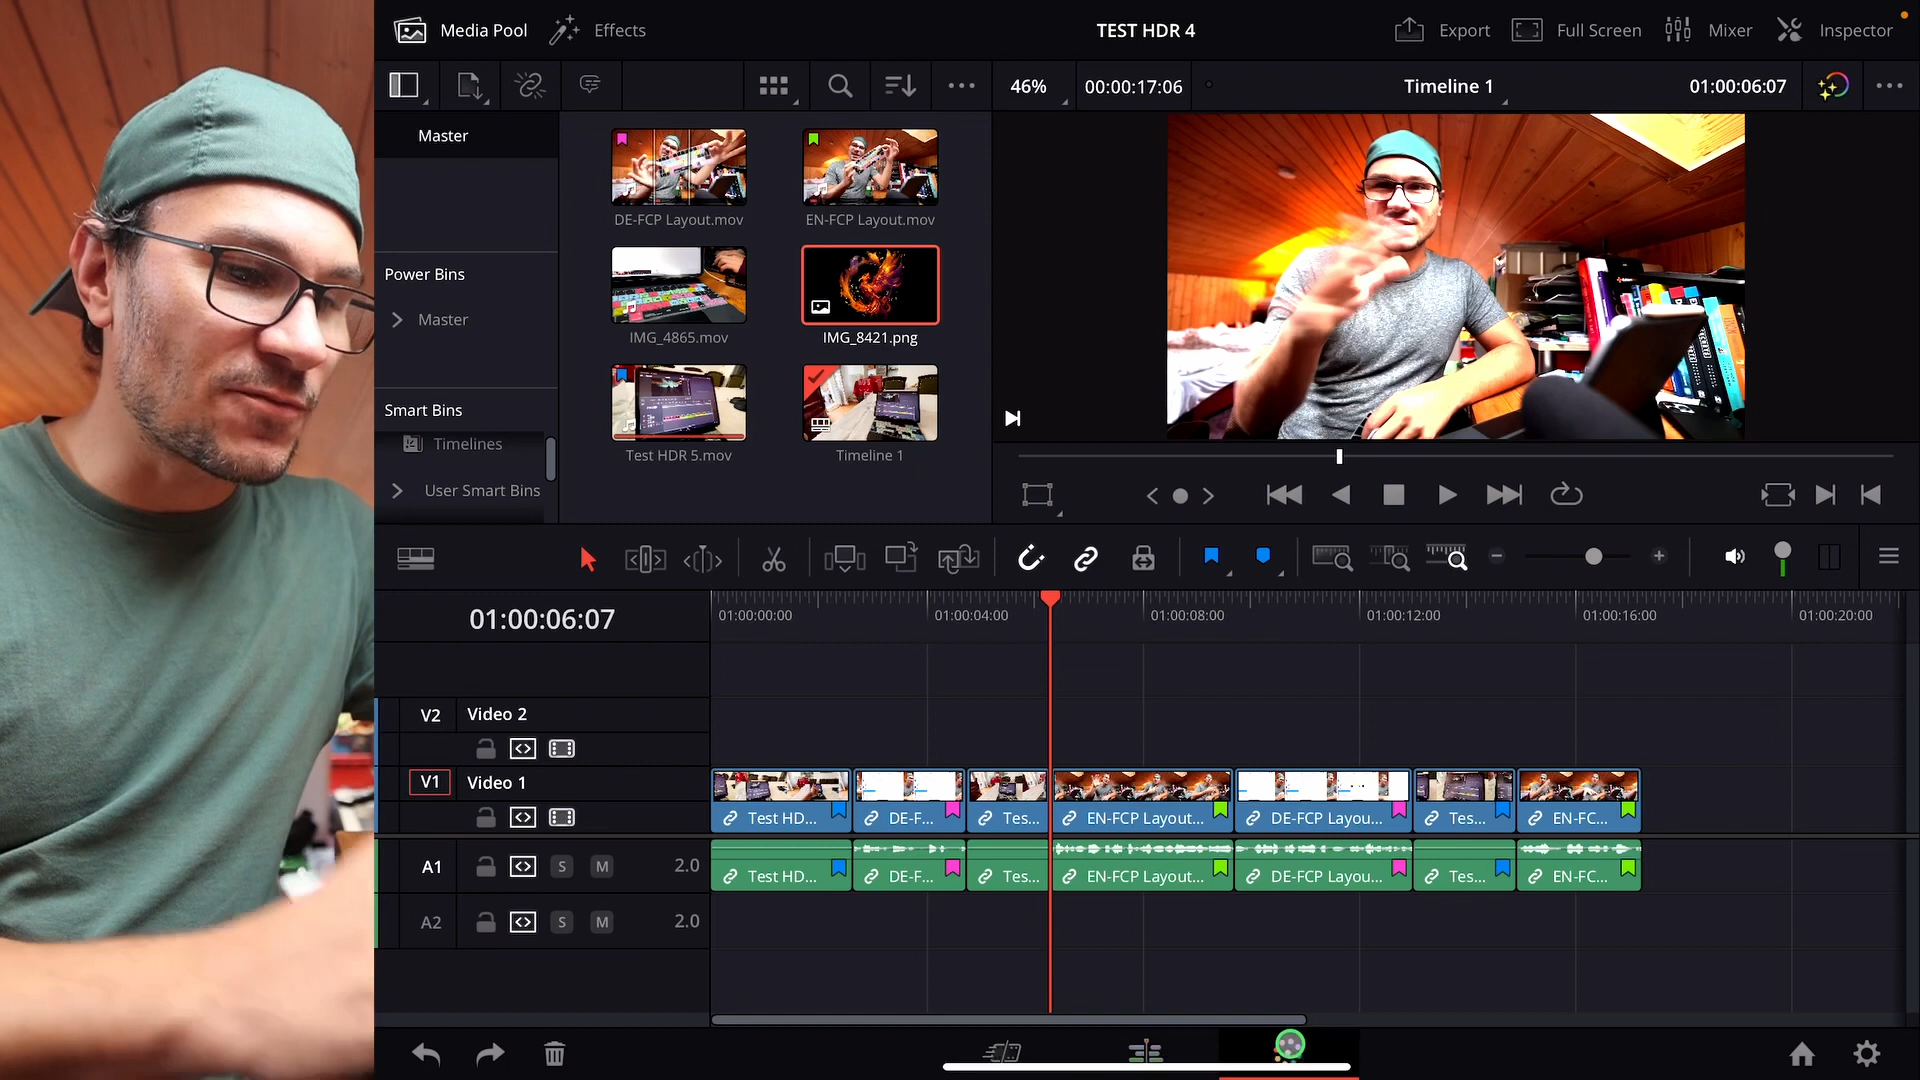 Media Pool
Effects
TEST HDR 4
Export
Full Screen
Mixer
Inspector
46%
00:00:17:06
Timeline 1
01:00:06:07
Master
Power Bins
Master
Smart Bins
Timelines
User Smart Bins
DE-FCP Layout.mov
EN-FCP Layout.mov
IMG_4865.mov
IMG_8421.png
Test HDR 5.mov
Timeline 1
01:00:06:07
01:00:00:00
01:00:04:00
01:00:08:00
01:00:12:00
01:00:16:00
01:00:20:00
V2
Video 2
V1
Video 1
Test HD...
DE-F...
Tes...
EN-FCP Layout...
DE-FCP Layou...
Tes...
EN-FC...
A1
S
M
2.0
Test HD...
DE-F...
Tes...
EN-FCP Layout...
DE-FCP Layou...
Tes...
EN-FC...
A2
S
M
2.0